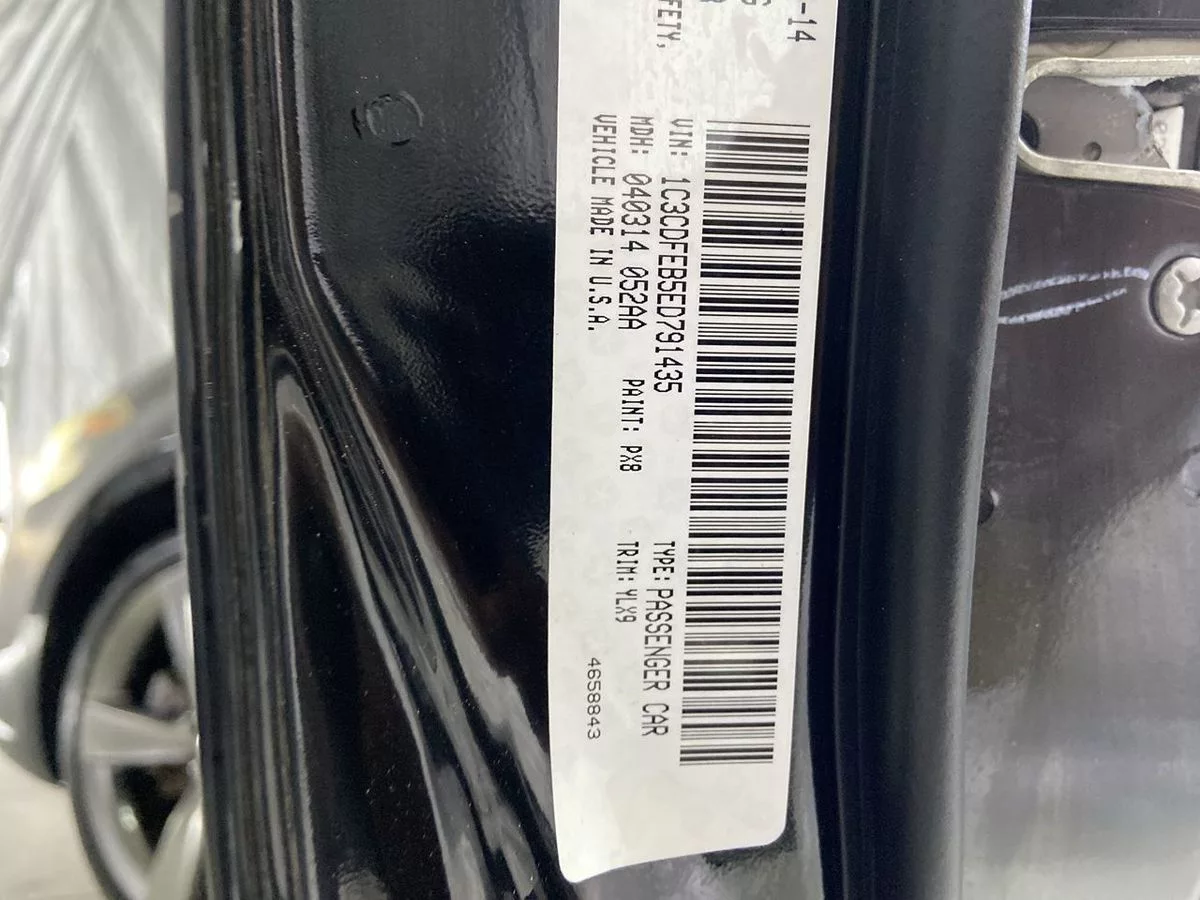 -14
FETY,
VIN: 1C3CDFEB5ED791435
TYPE: PASSENGER CAR
MDH: 040314 052AA
PAINT: PX8
TRIM: YLX9
VEHICLE MADE IN U.S.A.
4658843